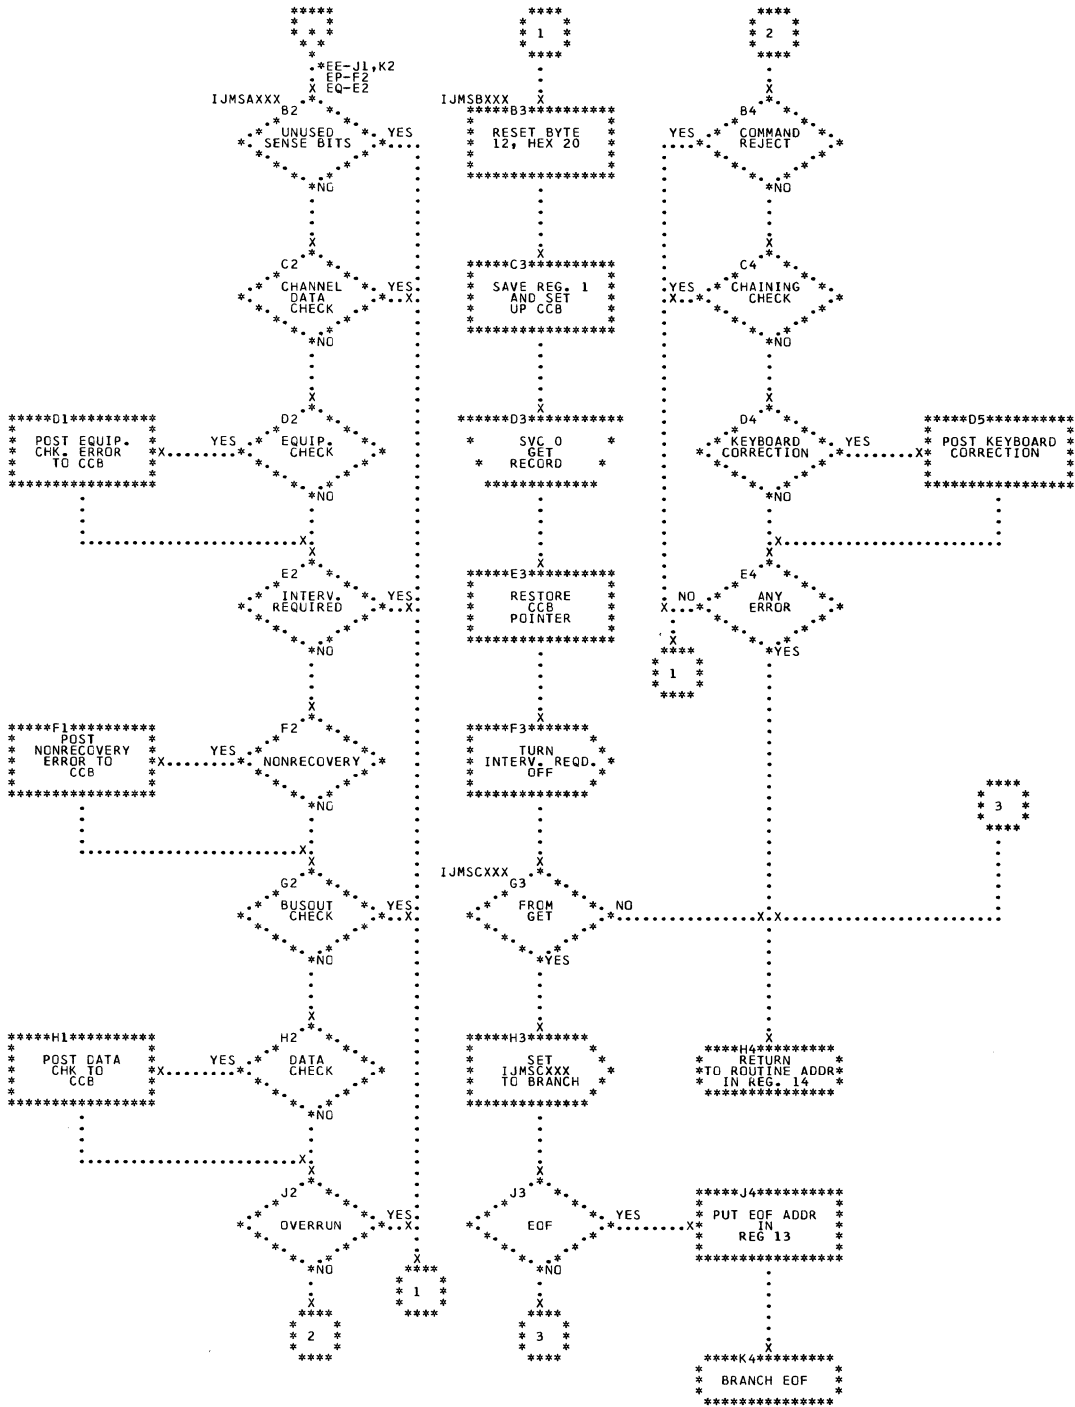 1
2
*EE-J1,K2
EP-F2
EQ-E2
IJMSAXXX
B2
UNUSED
SENSE BITS
YES
NO
C2
CHANNEL
DATA
CHECK
YES
NO
D1
POST EQUIP.
CHK. ERROR
TO CCB
YES
D2
EQUIP.
CHECK
NO
E2
INTERV.
REQUIRED
YES
NO
F1
POST
NONRECOVERY
ERROR TO
CCB
YES
F2
NONRECOVERY
NO
G2
BUSOUT
CHECK
YES
NO
H1
POST DATA
CHK TO
CCB
YES
H2
DATA
CHECK
NO
J2
OVERRUN
YES
NO
1
2
IJMSBXXX
B3
RESET BYTE
12, HEX 20
C3
SAVE REG. 1
AND SET
UP CCB
D3
SVC 0
GET
RECORD
E3
RESTORE
CCB
POINTER
F3
TURN
INTERV. REQD.
OFF
IJMSCXXX
G3
FROM
GET
NO
YES
H3
SET
IJMSCXXX
TO BRANCH
J3
EOF
YES
NO
3
B4
COMMAND
REJECT
YES
NO
C4
CHAINING
CHECK
YES
NO
D4
KEYBOARD
CORRECTION
YES
NO
D5
POST KEYBOARD
CORRECTION
E4
ANY
ERROR
NO
YES
1
3
H4
RETURN
TO ROUTINE ADDR
IN REG. 14
J4
PUT EOF ADDR
IN
REG 13
K4
BRANCH EOF